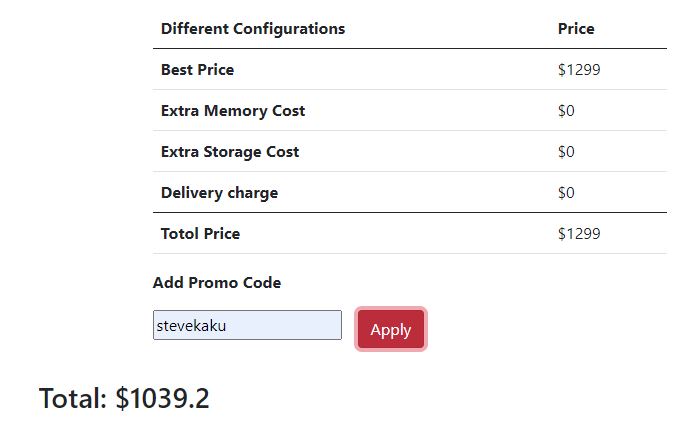 Different Configurations Price
Best Price $1299
Extra Memory Cost $0
Extra Storage Cost $0
Delivery charge $0
Totol Price $1299
Add Promo Code
stevekaku Apply
Total: $1039.2